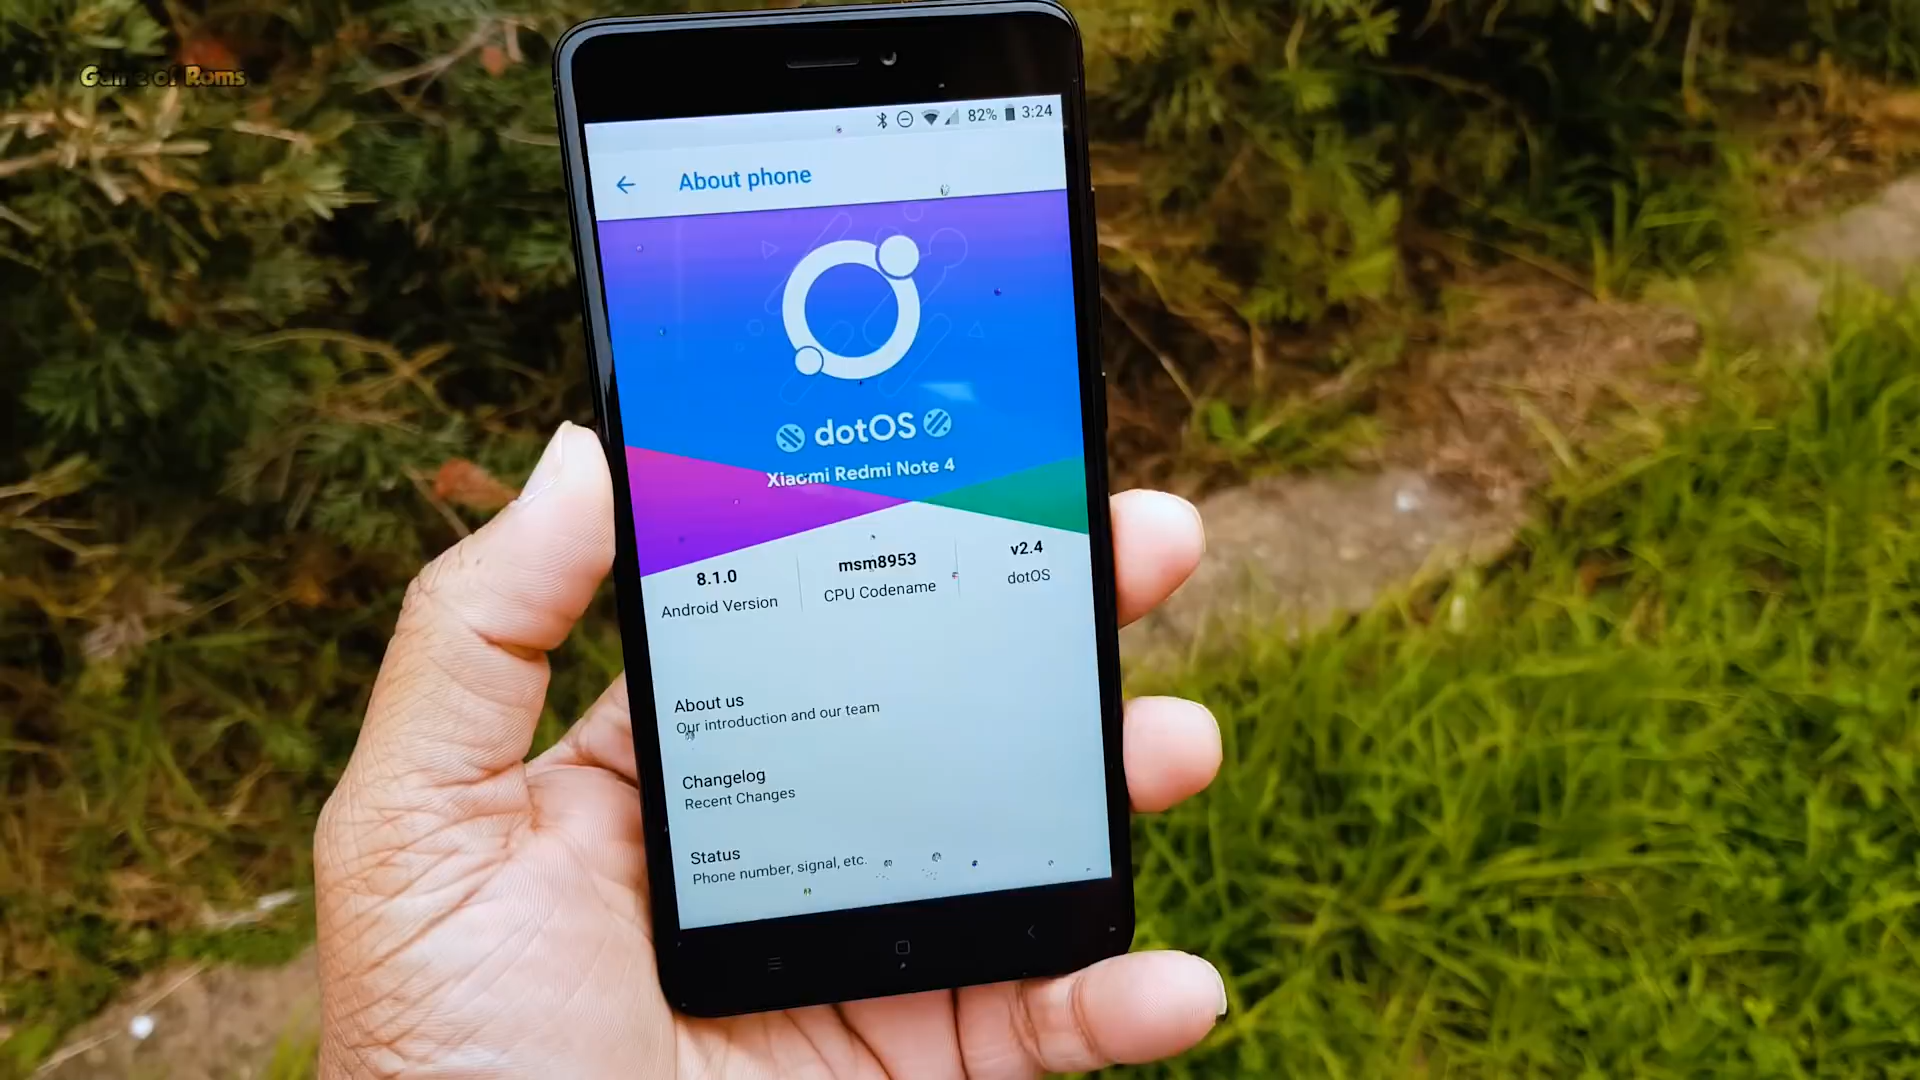 Game of Roms
82% 3:24
About phone
dotOS
Xiaomi Redmi Note 4
8.1.0
Android Version
msm8953
CPU Codename
v2.4
dotOS
About us
Our introduction and our team
Changelog
Recent Changes
Status
Phone number, signal, etc.